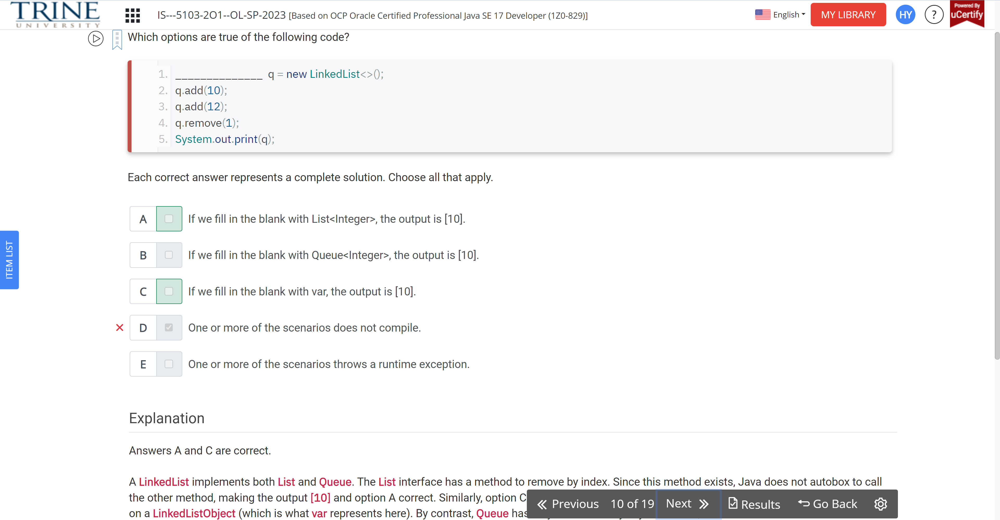 TRINE
UNIVERSITY
IS---5103-2O1--OL-SP-2023 [Based on OCP Oracle Certified Professional Java SE 17 Developer (1Z0-829)]
English
MY LIBRARY
HY
?
Powered By
uCertify
Which options are true of the following code?
1. ______________ q = new LinkedList<>();
2. q.add(10);
3. q.add(12);
4. q.remove(1);
5. System.out.print(q);
Each correct answer represents a complete solution. Choose all that apply.
A If we fill in the blank with List<Integer>, the output is [10].
B If we fill in the blank with Queue<Integer>, the output is [10].
C If we fill in the blank with var, the output is [10].
D One or more of the scenarios does not compile.
E One or more of the scenarios throws a runtime exception.
ITEM LIST
Explanation
Answers A and C are correct.
A LinkedList implements both List and Queue. The List interface has a method to remove by index. Since this method exists, Java does not autobox to call
the other method, making the output [10] and option A correct. Similarly, option C
on a LinkedListObject (which is what var represents here). By contrast, Queue has
Previous 10 of 19 Next Results Go Back